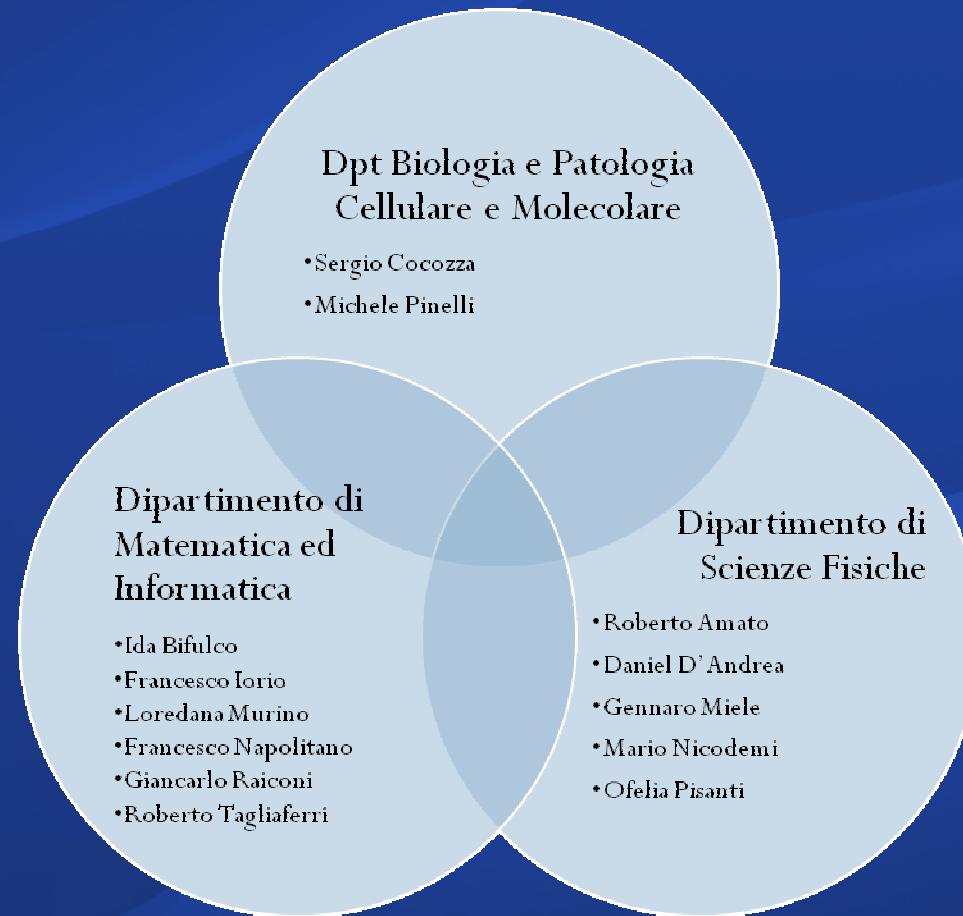 Dpt Biologia e Patologia
Cellulare e Molecolare
•Sergio Cocozza
•Michele Pinelli
Dipartimento di
Matematica ed
Informatica
•Ida Bifulco
•Francesco Iorio
•Loredana Murino
•Francesco Napolitano
•Giancarlo Raiconi
•Roberto Tagliaferri
Dipartimento di
Scienze Fisiche
•Roberto Amato
•Daniel D’Andrea
•Gennaro Miele
•Mario Nicodemi
•Ofelia Pisanti